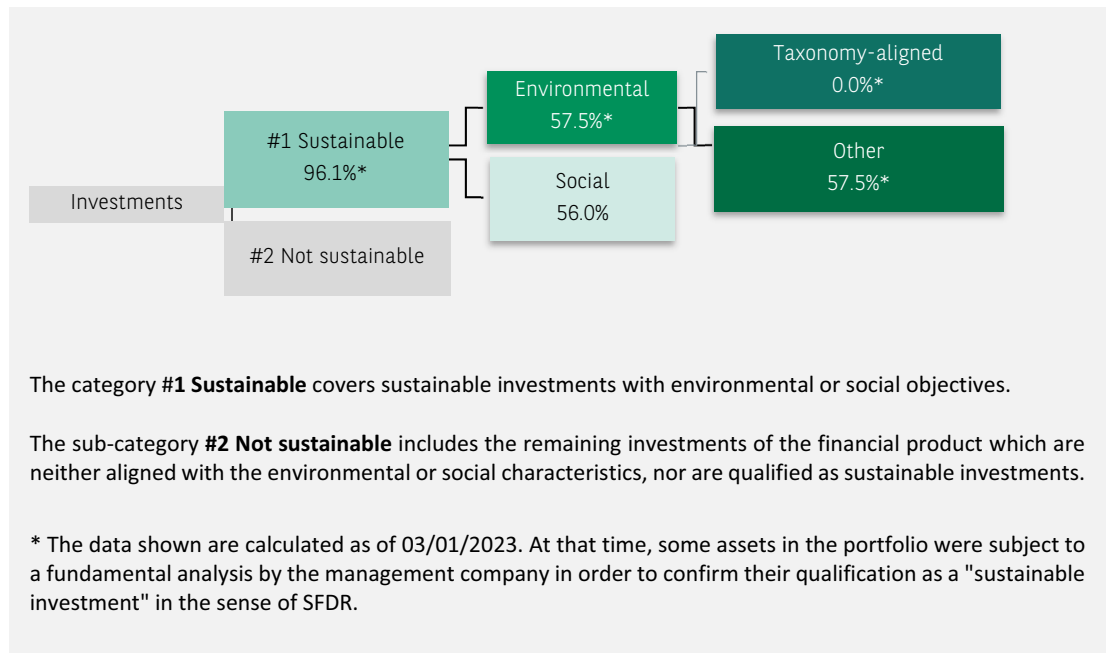 Taxonomy-aligned
0.0%*
Environmental
57.5%*
#1 Sustainable
96.1%*
Other
57.5%*
Social
56.0%
Investments
#2 Not sustainable
The category #1 Sustainable covers sustainable investments with environmental or social objectives.
The sub-category #2 Not sustainable includes the remaining investments of the financial product which are
neither aligned with the environmental or social characteristics, nor are qualified as sustainable investments.
* The data shown are calculated as of 03/01/2023. At that time, some assets in the portfolio were subject to
a fundamental analysis by the management company in order to confirm their qualification as a "sustainable
investment" in the sense of SFDR.